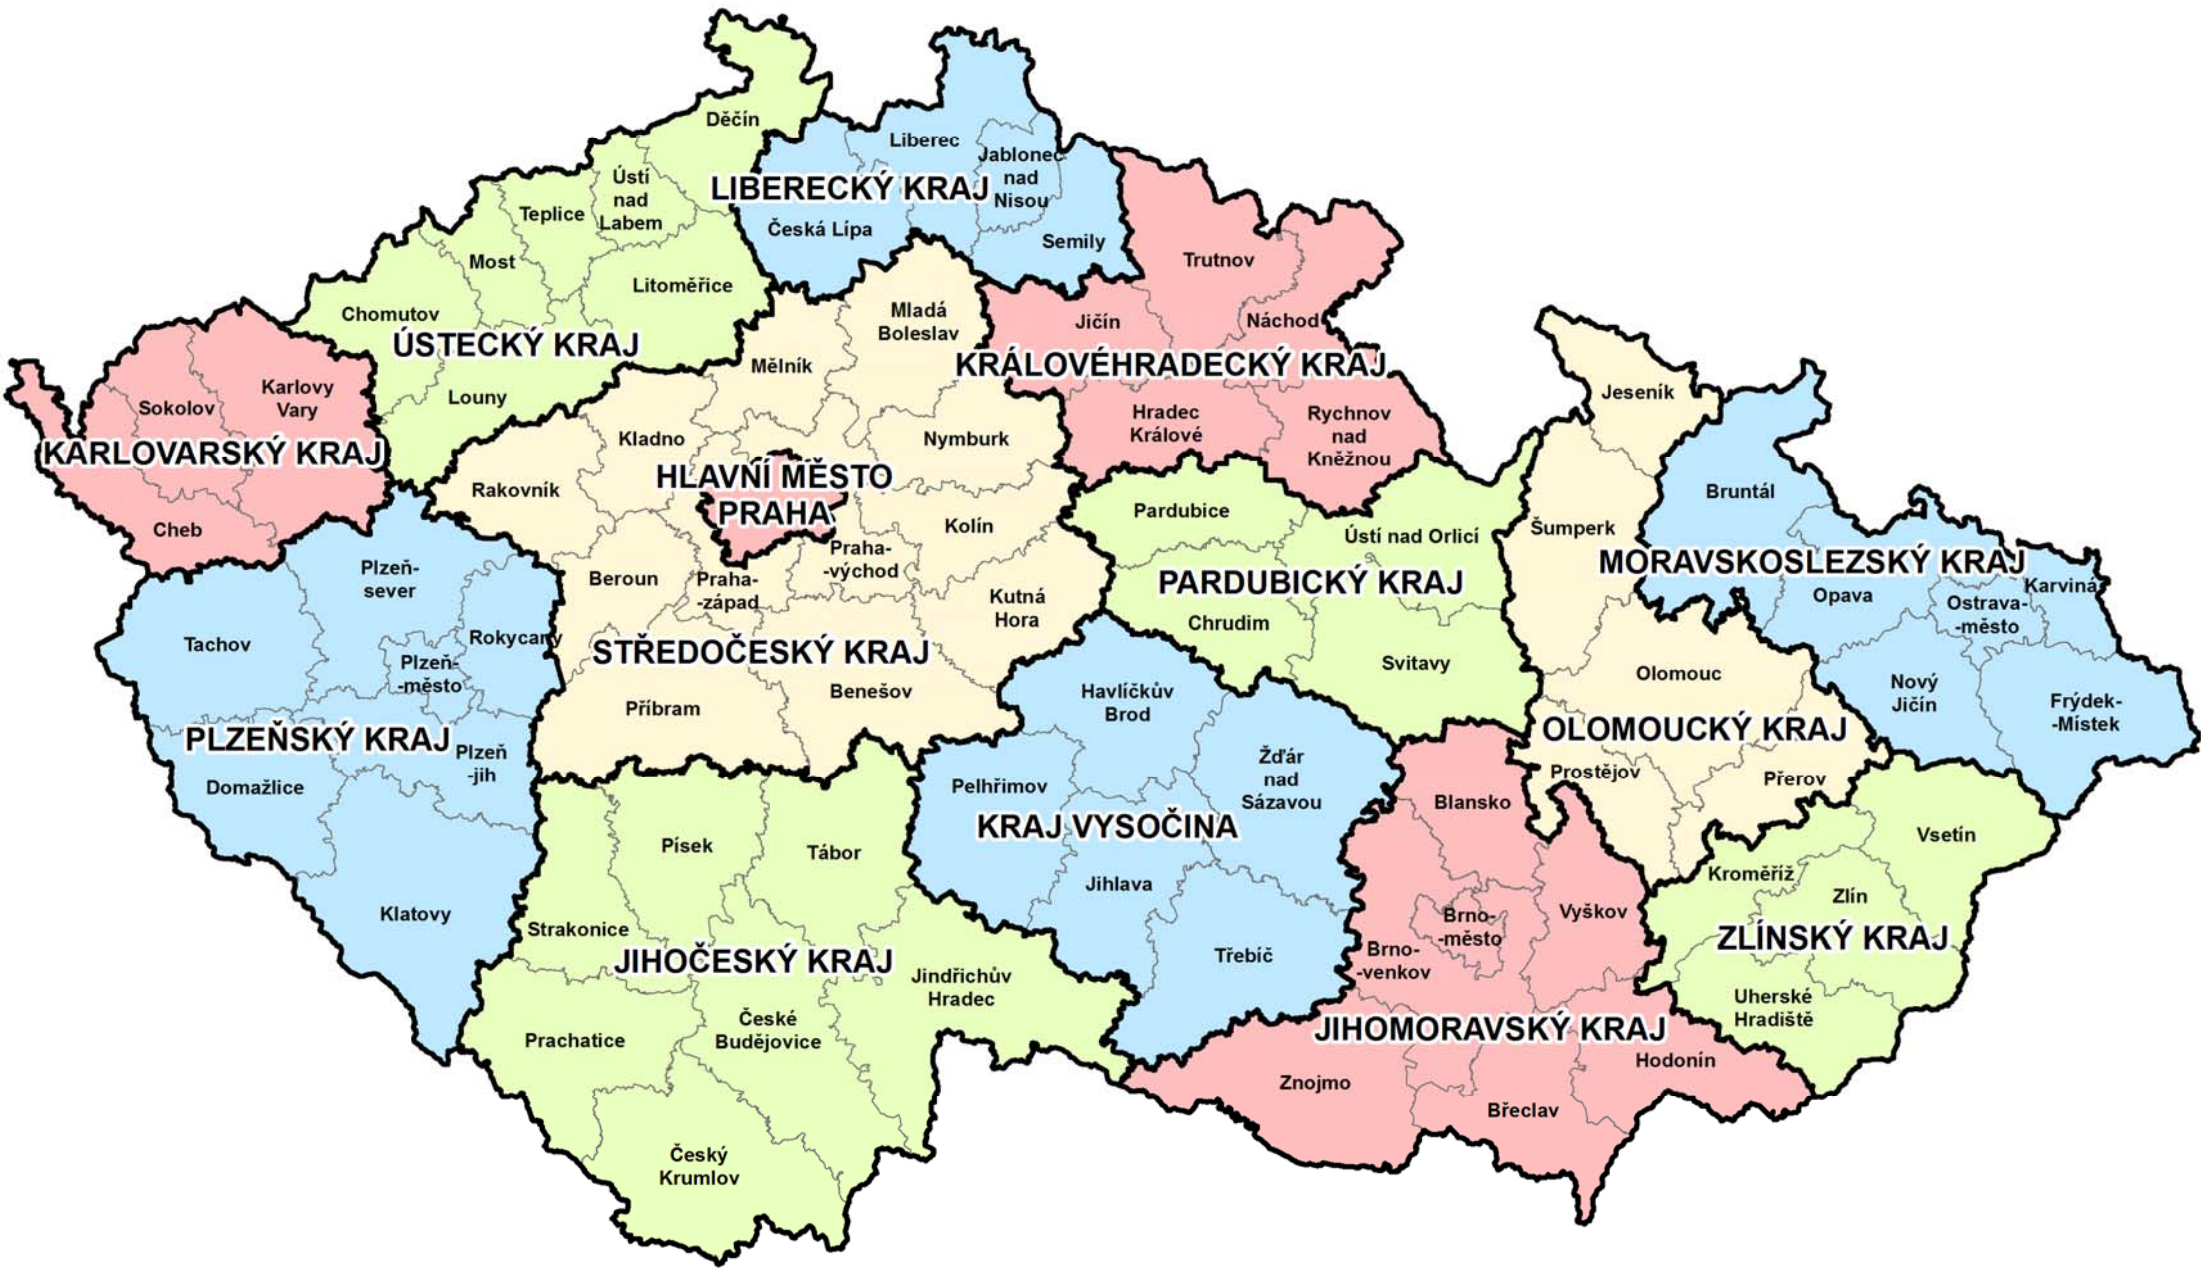 Děčín
Liberec
Jablonec
nad
Nisou
Ústí
nad
Labem
LIBERECKÝ KRAJ
Teplice
Česká Lípa
Semily
Most
Litoměřice
Trutnov
Chomutov
Mladá
Boleslav
Jičín
Náchod
ÚSTECKÝ KRAJ
Mělník
KRÁLOVÉHRADECKÝ KRAJ
Karlovy
Vary
Sokolov
Louny
Jeseník
Hradec
Králové
Rychnov
nad
Kněžnou
Kladno
Nymburk
KARLOVARSKÝ KRAJ
HLAVNÍ MĚSTO
PRAHA
Rakovník
Bruntál
Pardubice
Cheb
Kolín
Ústí nad Orlicí
Šumperk
Praha-
-východ
MORAVSKOSLEZSKÝ KRAJ
Plzeň-
sever
Beroun
Praha-
-západ
PARDUBICKÝ KRAJ
Karviná
Opava
Ostrava-
-město
Kutná
Hora
Chrudim
Tachov
Rokycany
STŘEDOČESKÝ KRAJ
Plzeň-
-město
Svitavy
Olomouc
Benešov
Havlíčkův
Brod
Nový
Jičín
Frýdek-
-Místek
Příbram
PLZEŇSKÝ KRAJ
OLOMOUCKÝ KRAJ
Plzeň
-jih
Žďár
nad
Sázavou
Prostějov
Přerov
Domažlice
Pelhřimov
Blansko
KRAJ VYSOČINA
Vsetín
Písek
Tábor
Kroměříž
Jihlava
Zlín
Klatovy
Vyškov
Brno-
-město
Strakonice
ZLÍNSKÝ KRAJ
Třebíč
Brno-
-venkov
JIHOČESKÝ KRAJ
Jindřichův
Hradec
Uherské
Hradiště
České
Budějovice
Prachatice
JIHOMORAVSKÝ KRAJ
Hodonín
Znojmo
Břeclav
Český
Krumlov